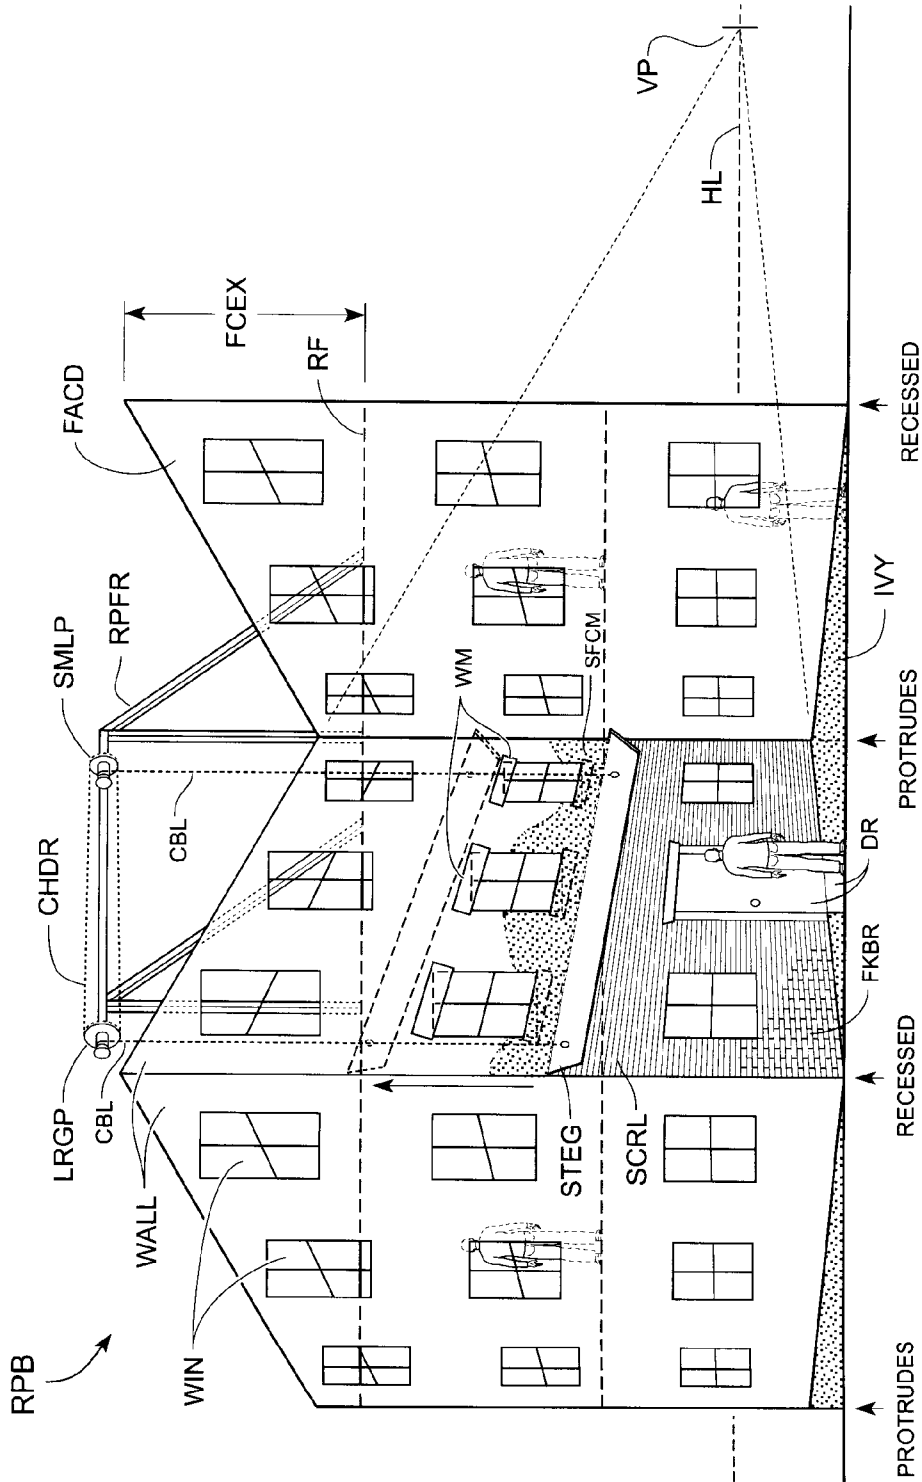 RPB
LRGP
CHDR
SMLP
RPFR
FACD
FCEX
RF
VP
HL
WALL
CBL
CBL
WIN
WM
SFCM
STEG
SCRL
FKBR
DR
IVY
PROTRUDES
RECESSED
PROTRUDES
RECESSED